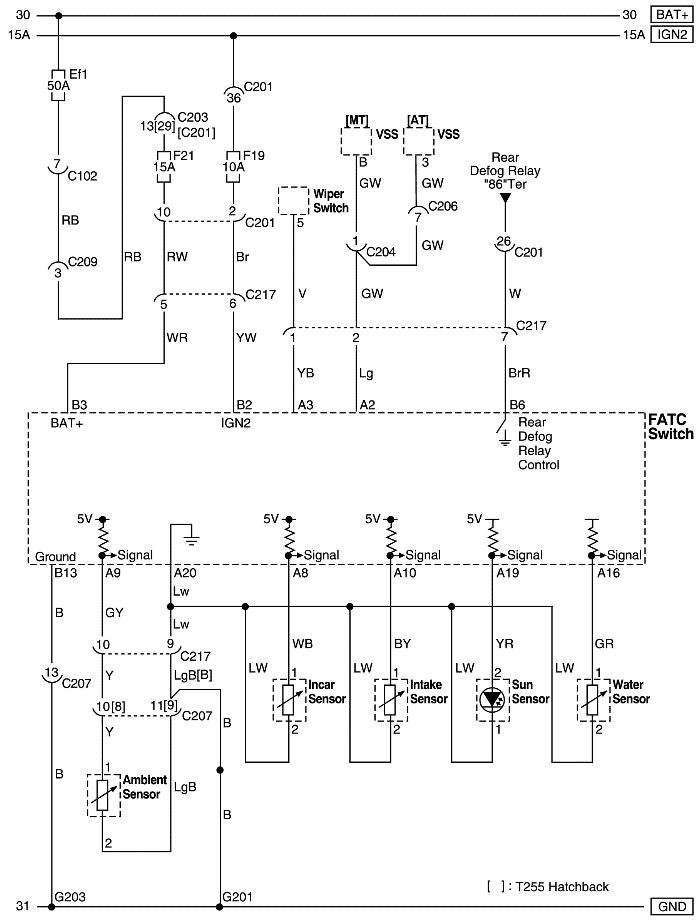 30
30
BAT+
15A
15A
IGN2
Ef1
50A
C201
36
C203
13[29]
[C201]
[MT]
VSS
[AT]
VSS
F21
15A
F19
10A
B
3
Rear
Defog Relay
"86"Ter
7
C102
GW
GW
Wiper
Switch
5
10
2
C201
7
C206
RB
1
C204
GW
26
C201
3
C209
RB
RW
Br
V
GW
W
5
6
C217
1
2
7
C217
WR
YW
YB
Lg
BrR
B3
B2
A3
A2
B6
BAT+
IGN2
Rear
Defog
Relay
Control
FATC
Switch
5V
5V
5V
5V
Ground
Signal
Signal
Signal
Signal
Signal
B13
A9
A20
A8
A10
A19
A16
Lw
B
GY
Lw
WB
BY
YR
GR
10
9
C217
13
C207
Y
LgB[B]
LW
LW
LW
LW
1
1
2
1
Incar
Sensor
Intake
Sensor
Sun
Sensor
Water
Sensor
10[8]
11[9]
C207
B
2
2
1
2
Y
B
1
Ambient
Sensor
LgB
B
2
[ ] : T255 Hatchback
31
G203
G201
GND